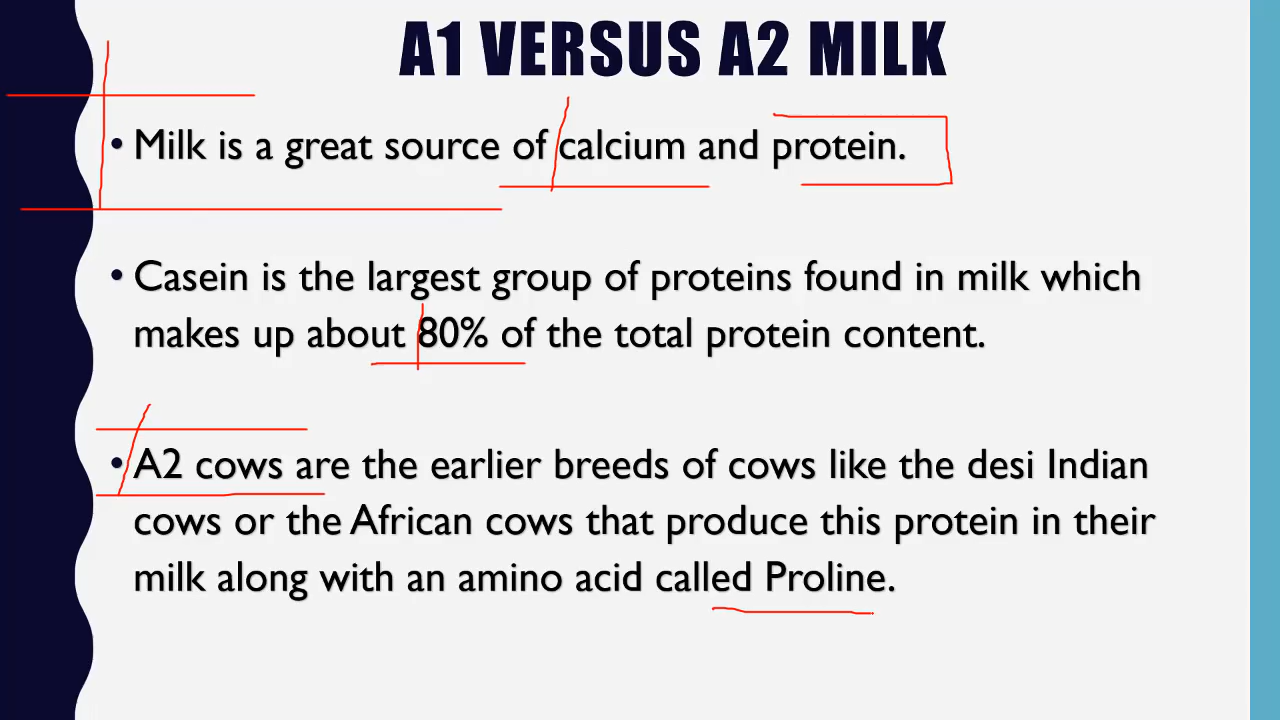 A1 VERSUS A2 MILK
• Milk is a great source of calcium and protein.
• Casein is the largest group of proteins found in milk which
makes up about 80% of the total protein content.
• A2 cows are the earlier breeds of cows like the desi Indian
cows or the African cows that produce this protein in their
milk along with an amino acid called Proline.